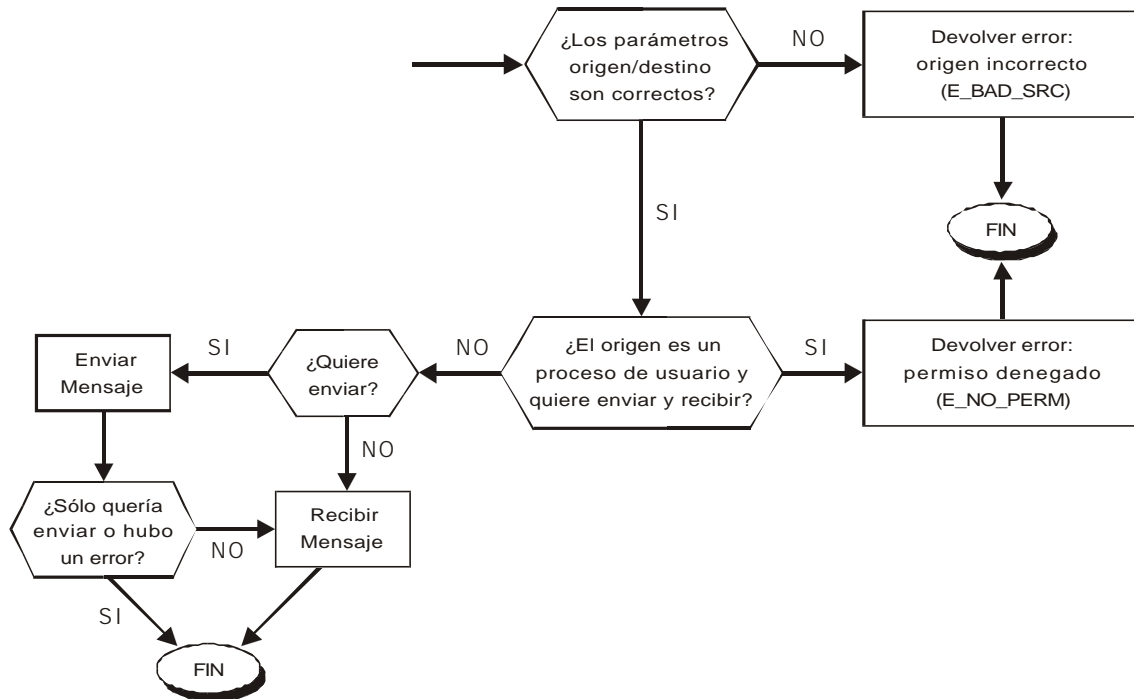 ¿Los parámetros
origen/destino
son correctos?
NO
Devolver error:
origen incorrecto
(E_BAD_SRC)
SI
FIN
¿El origen es un
proceso de usuario y
quiere enviar y recibir?
SI
Devolver error:
permiso denegado
(E_NO_PERM)
NO
¿Quiere
enviar?
SI
Enviar
Mensaje
NO
¿Sólo quería
enviar o hubo
un error?
NO
Recibir
Mensaje
SI
FIN